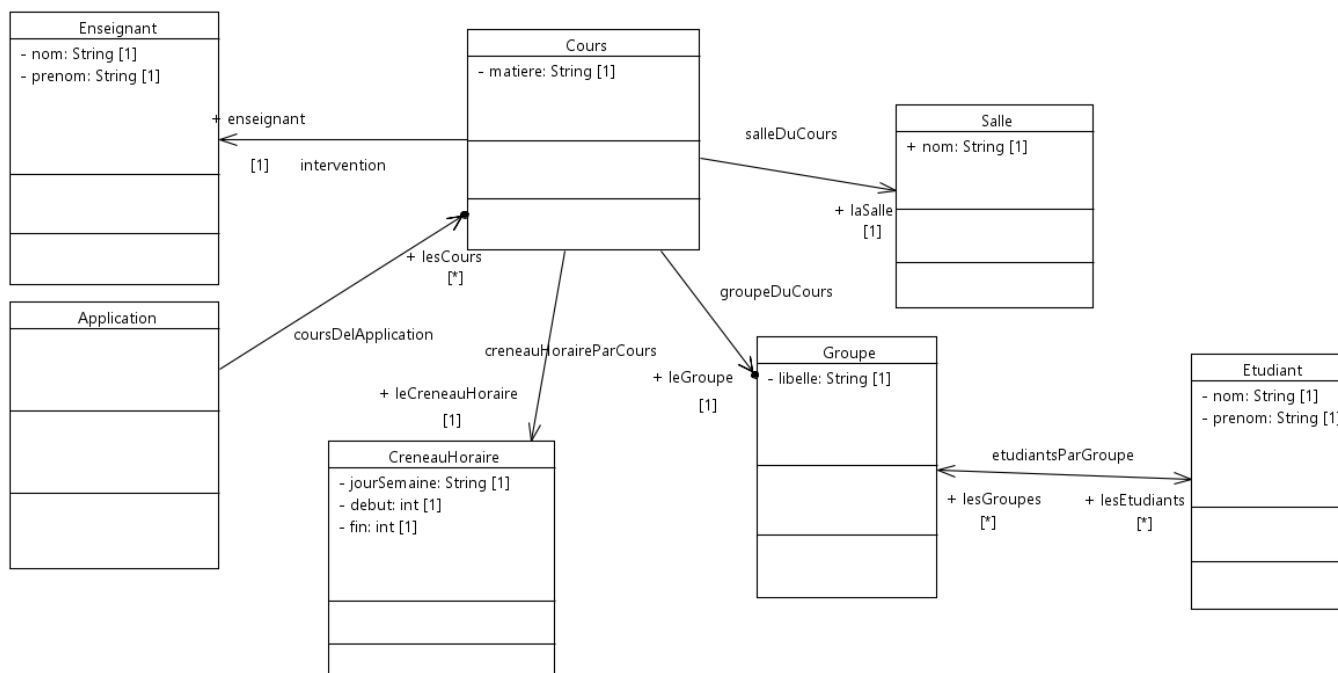 Enseignant
- nom: String [1]
- prenom: String [1]
Cours
- matiere: String [1]
+ enseignant
[1]
intervention
salleDuCours
Salle
+ nom: String [1]
+ laSalle
[1]
+ lesCours
[*]
Application
coursDelApplication
creneauHoraireParCours
groupeDuCours
+ leCreneauHoraire
[1]
+ leGroupe
[1]
Groupe
- libelle: String [1]
Etudiant
- nom: String [1]
- prenom: String [1]
etudiantsParGroupe
+ lesGroupes
[*]
+ lesEtudiants
[*]
CreneauHoraire
- jourSemaine: String [1]
- debut: int [1]
- fin: int [1]